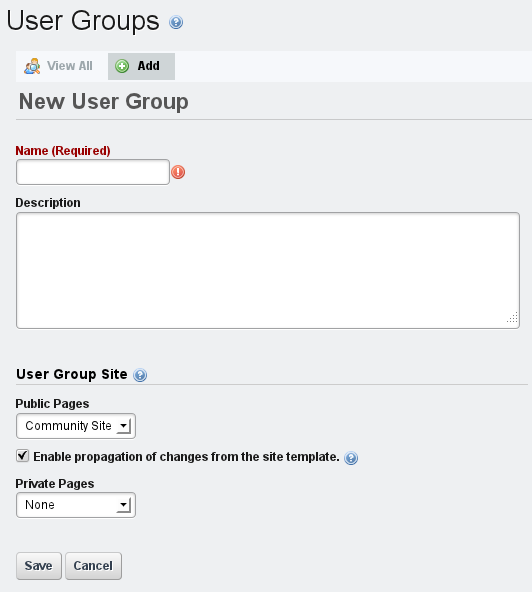 User Groups
View All Add
New User Group
Name (Required)
Description
User Group Site
Public Pages
Community Site
Enable propagation of changes from the site template.
Private Pages
None
Save Cancel